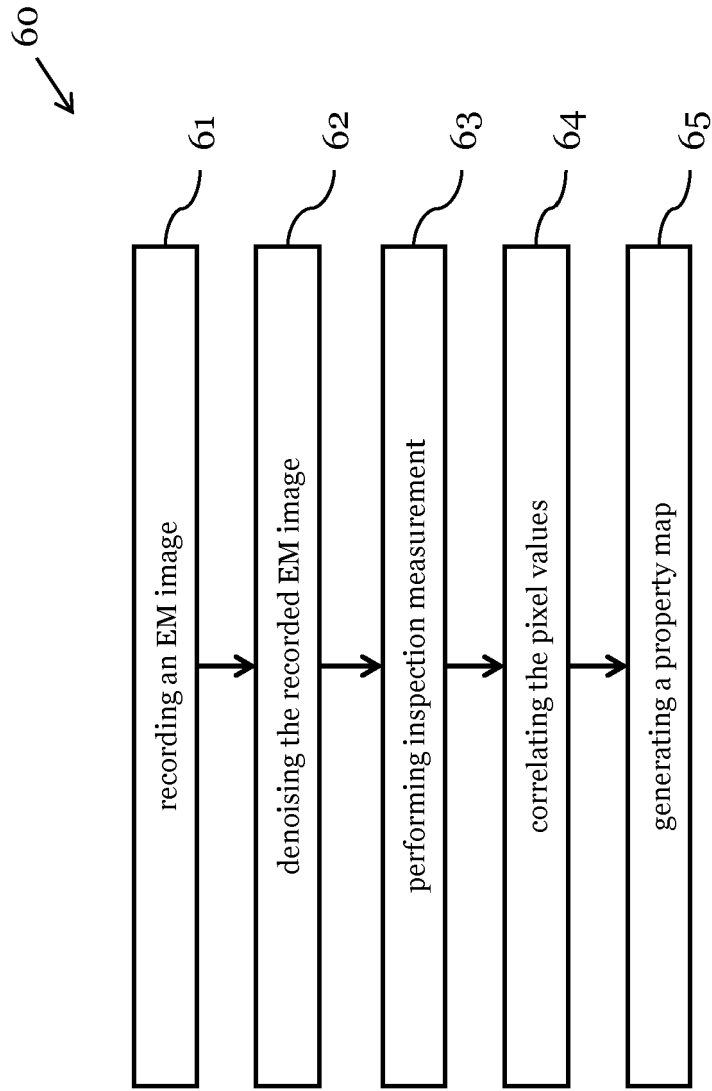 60
recording an EM image
61
denoising the recorded EM image
62
performing inspection measurement
63
correlating the pixel values
64
generating a property map
65